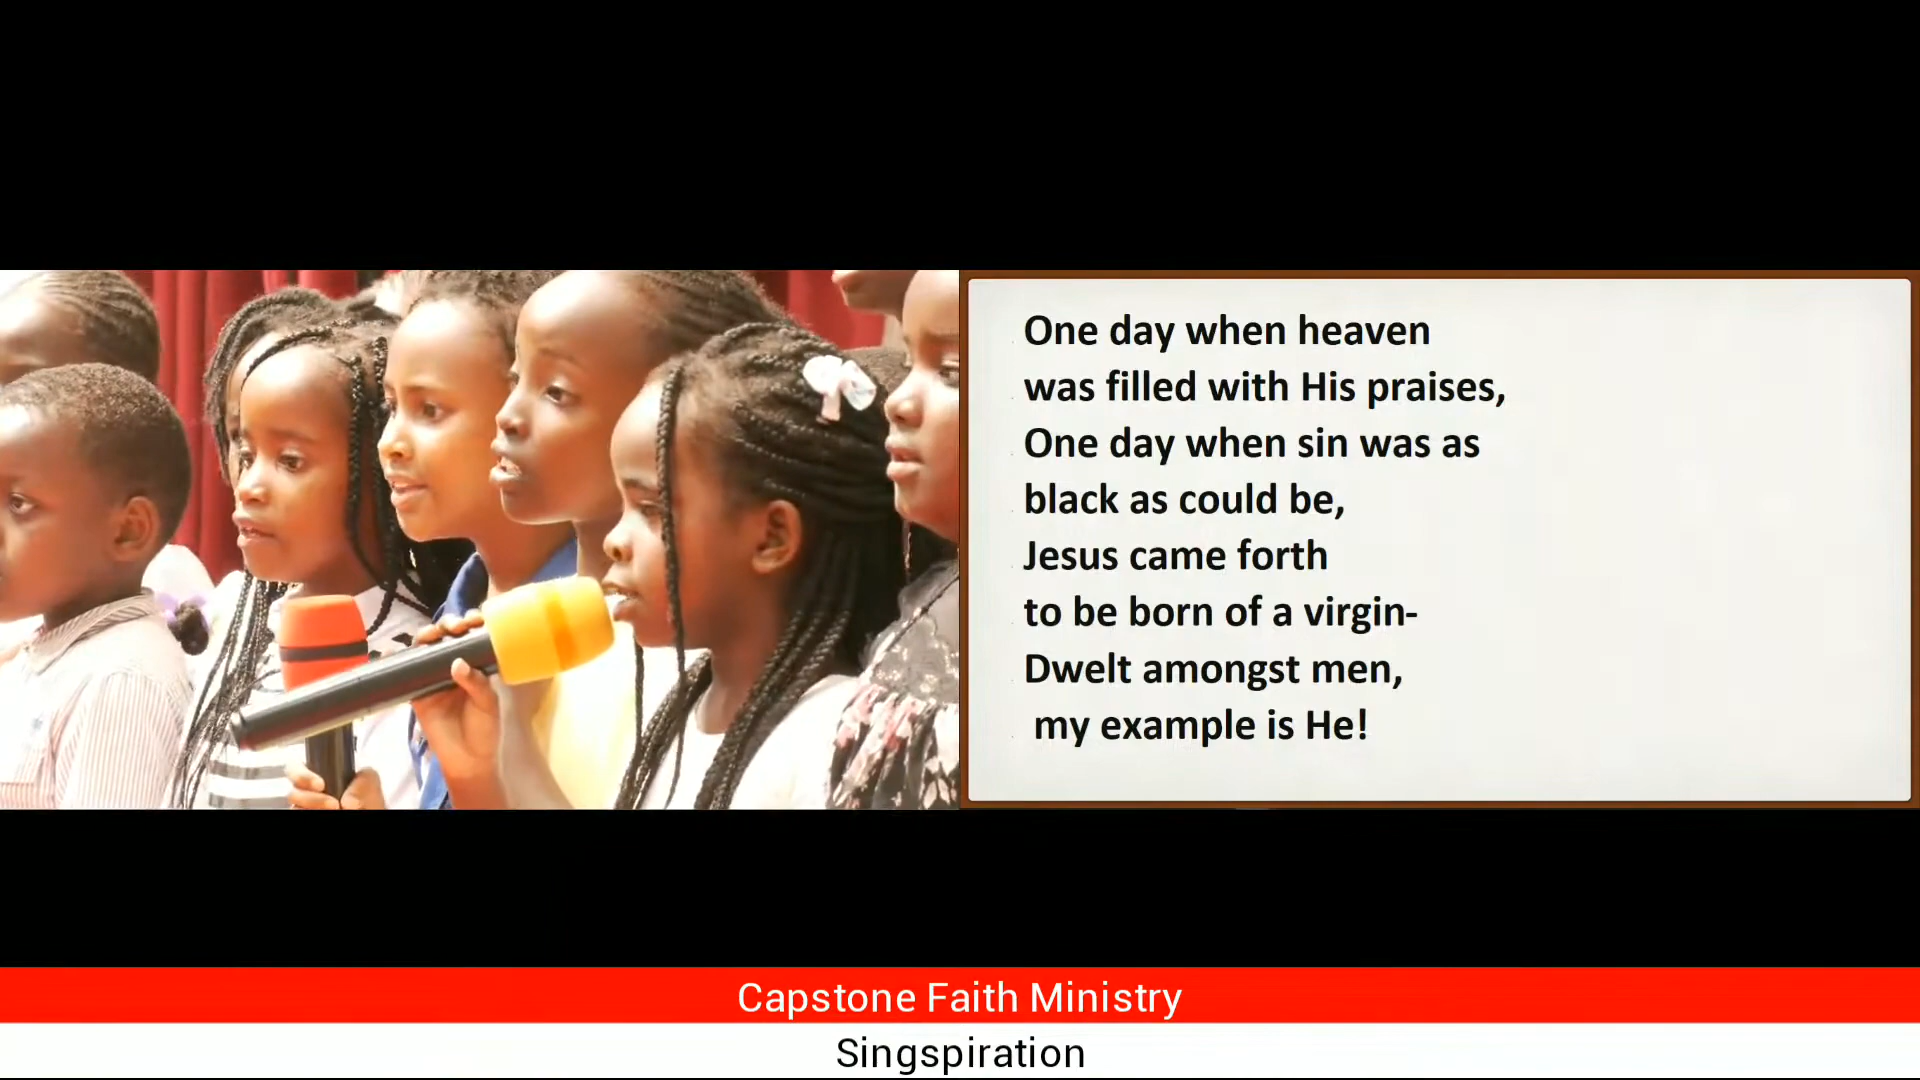 One day when heaven
was filled with His praises,
One day when sin was as
black as could be,
Jesus came forth
to be born of a virgin-
Dwelt amongst men,
my example is He!
Capstone Faith Ministry
Singspiration